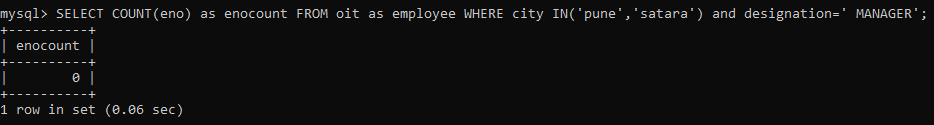 mysql> SELECT COUNT(eno) as enocount FROM oit as employee WHERE city IN('pune','satara') and designation=' MANAGER';
+----------+
| enocount |
+----------+
|        0 |
+----------+
1 row in set (0.06 sec)